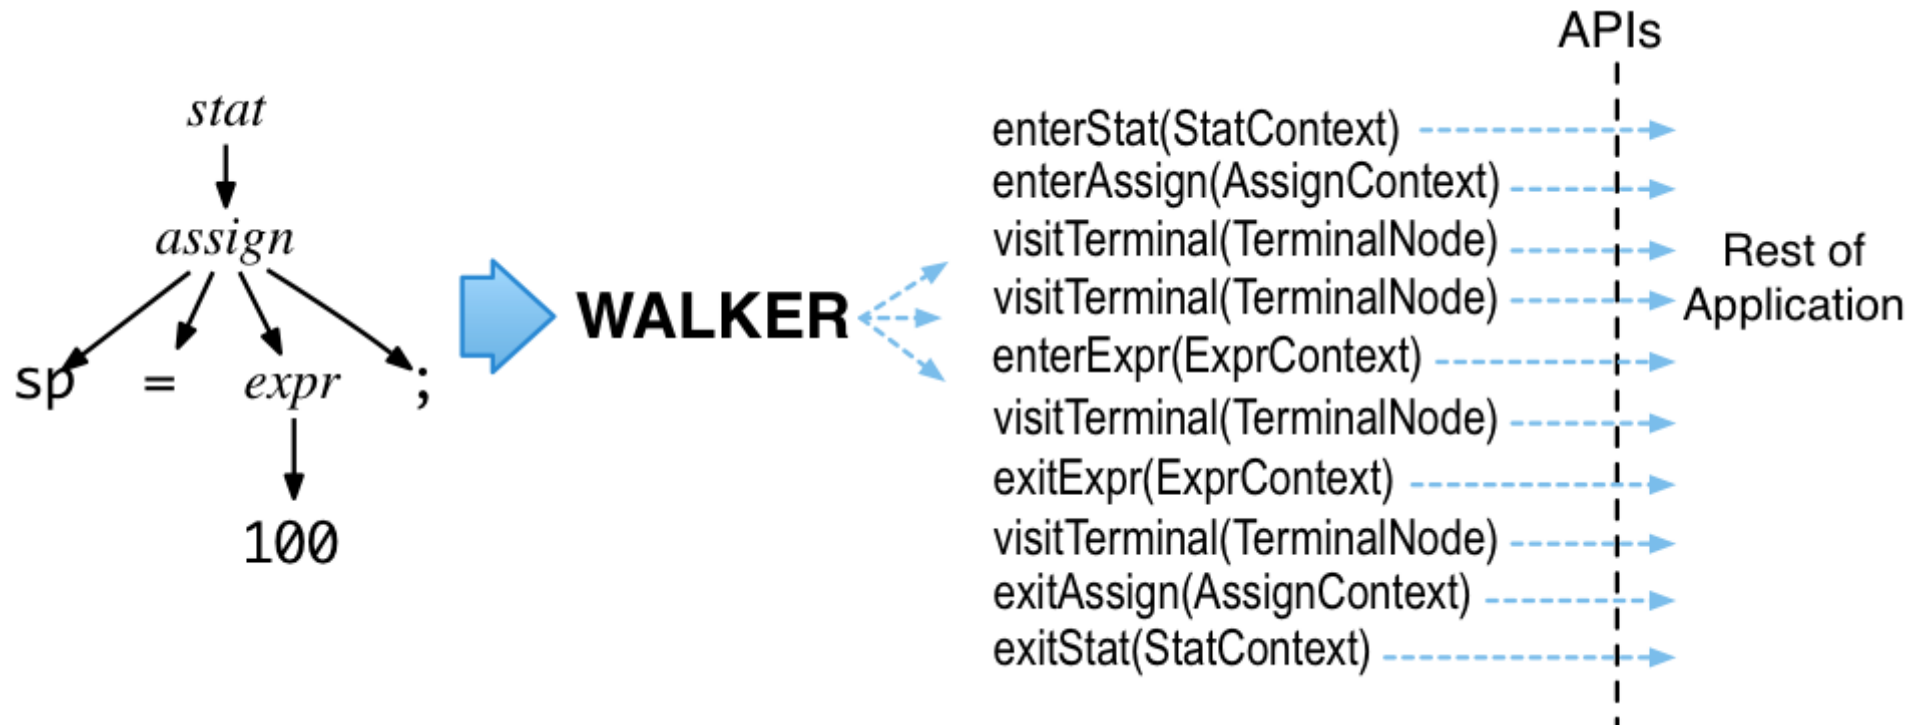 stat
assign
sp = expr ;
100
WALKER
enterStat(StatContext)
enterAssign(AssignContext)
visitTerminal(TerminalNode)
visitTerminal(TerminalNode)
enterExpr(ExprContext)
visitTerminal(TerminalNode)
exitExpr(ExprContext)
visitTerminal(TerminalNode)
exitAssign(AssignContext)
exitStat(StatContext)
APIs
Rest of
Application